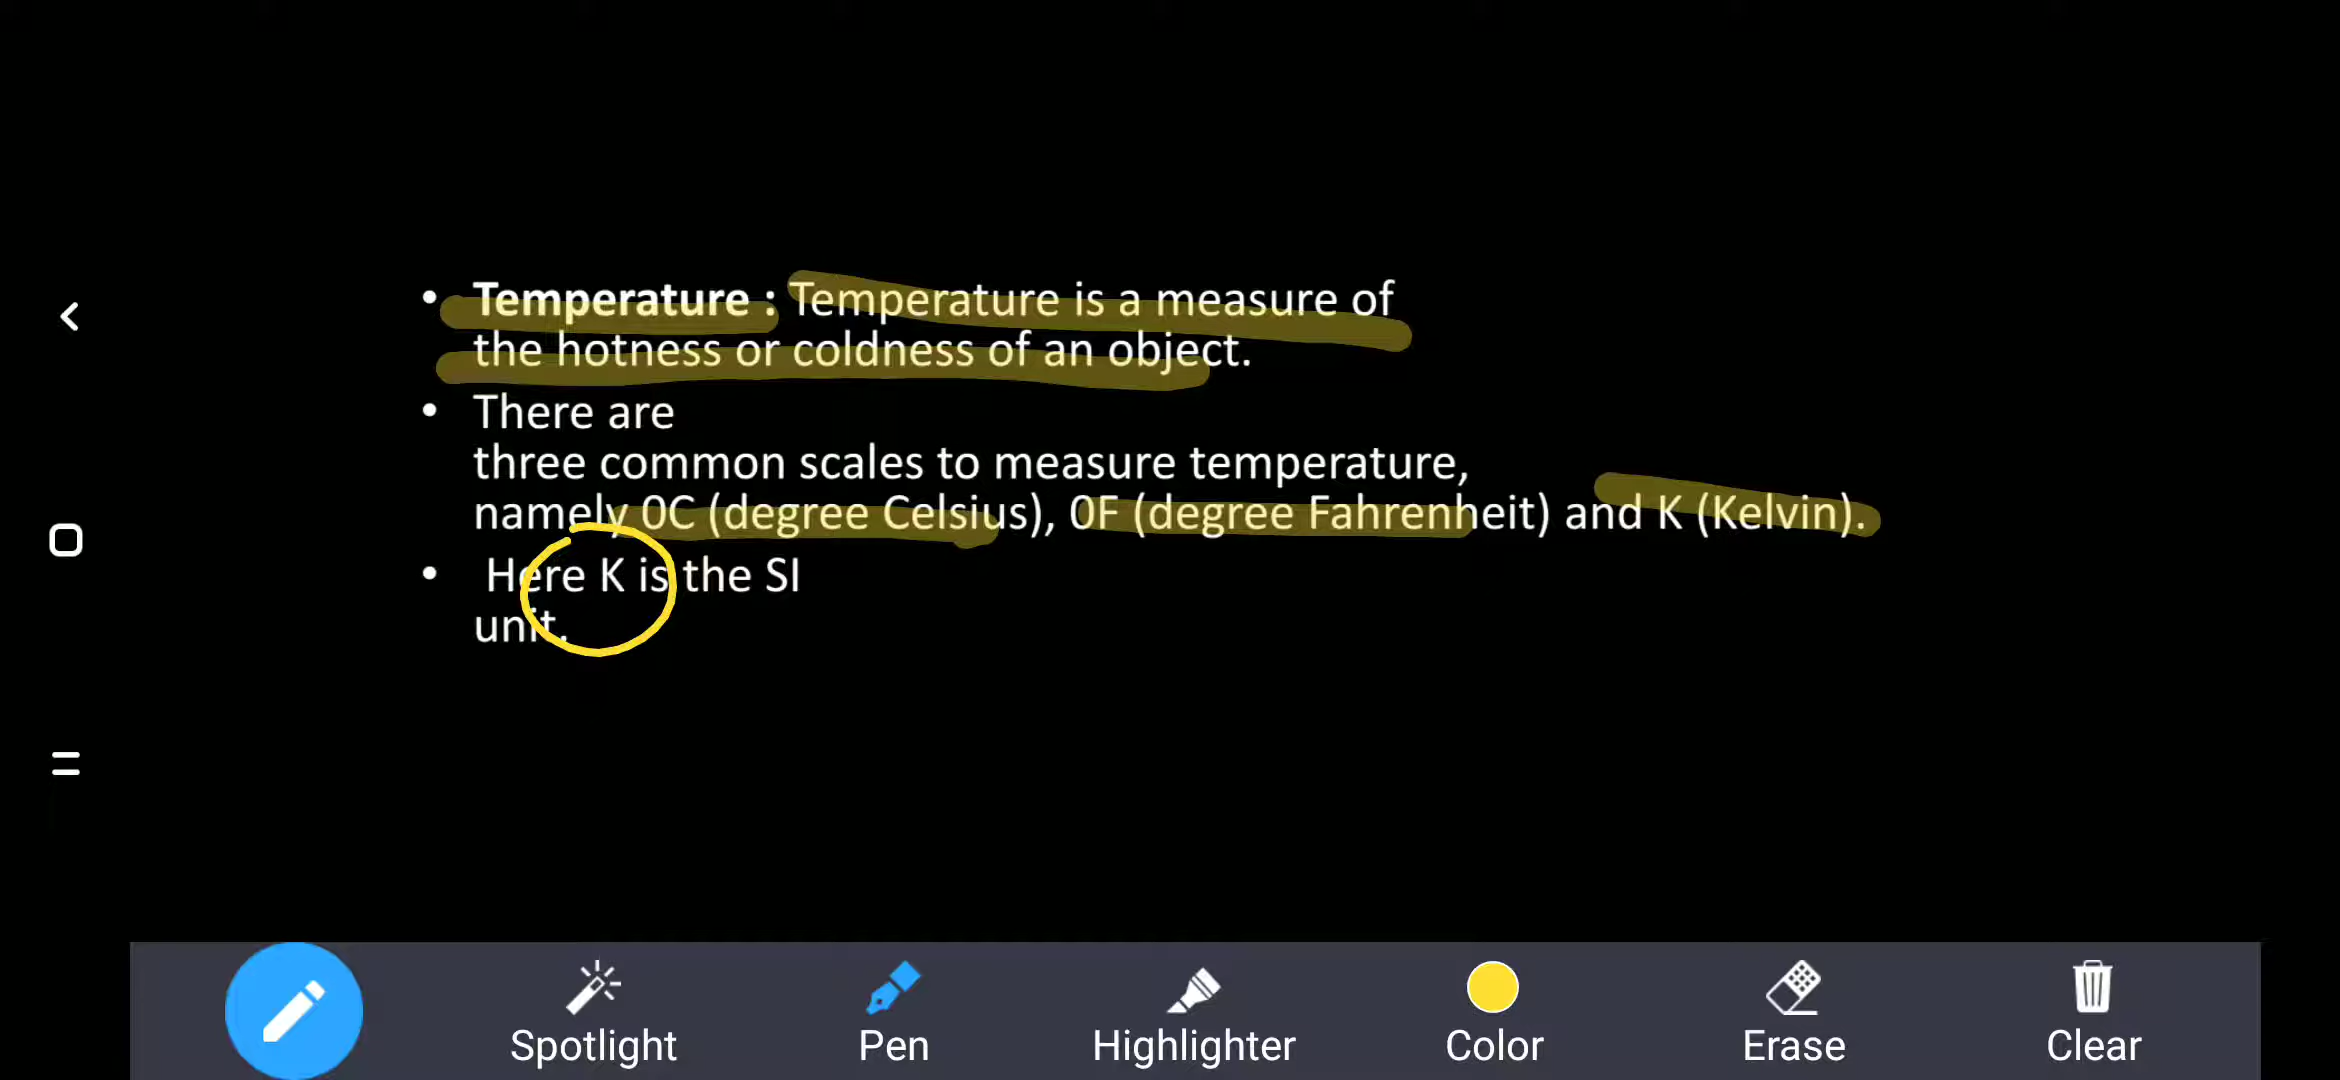 • Temperature : Temperature is a measure of
the hotness or coldness of an object.
• There are
three common scales to measure temperature,
namely 0C (degree Celsius), 0F (degree Fahrenheit) and K (Kelvin).
• Here K is the SI
unit.
Spotlight Pen Highlighter Color Erase Clear